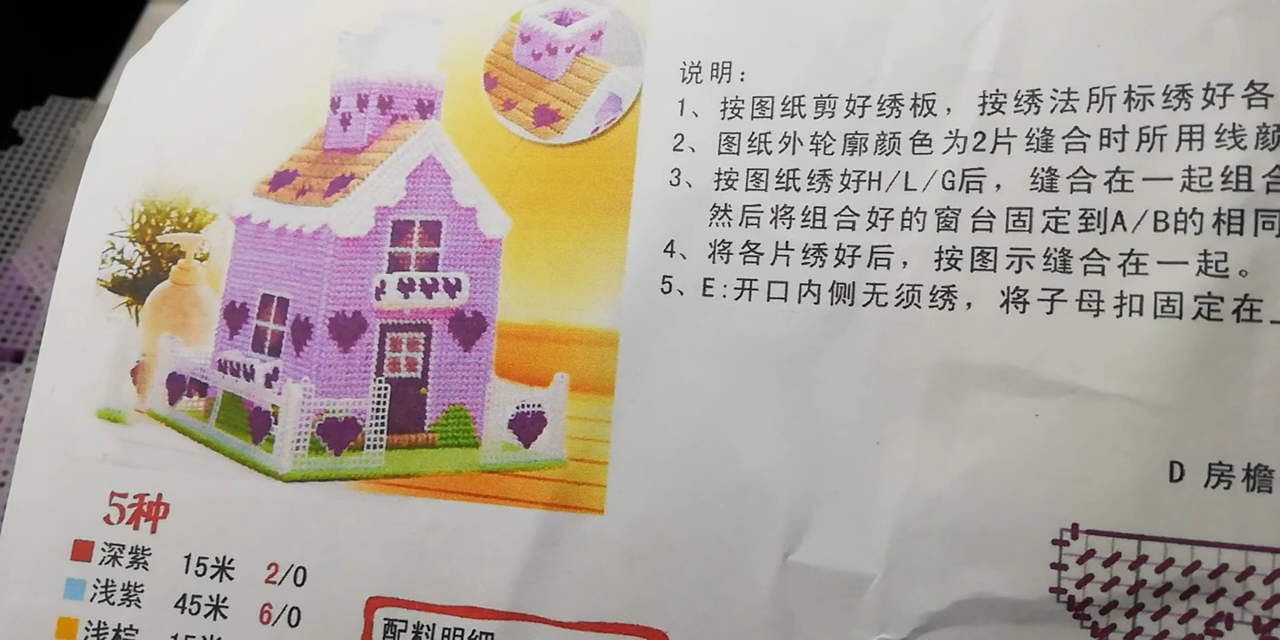 说明：
1、按图纸剪好绣板，按绣法所标绣好各
2、图纸外轮廓颜色为2片缝合时所用线颜
3、按图纸绣好H/L/G后，缝合在一起组合
然后将组合好的窗台固定到A/B的相同
4、将各片绣好后，按图示缝合在一起。
5、E:开口内侧无须绣，将子母扣固定在上
D 房檐
5种
深紫 15米 2/0
浅紫 45米 6/0
浅棕 15米
配料明细